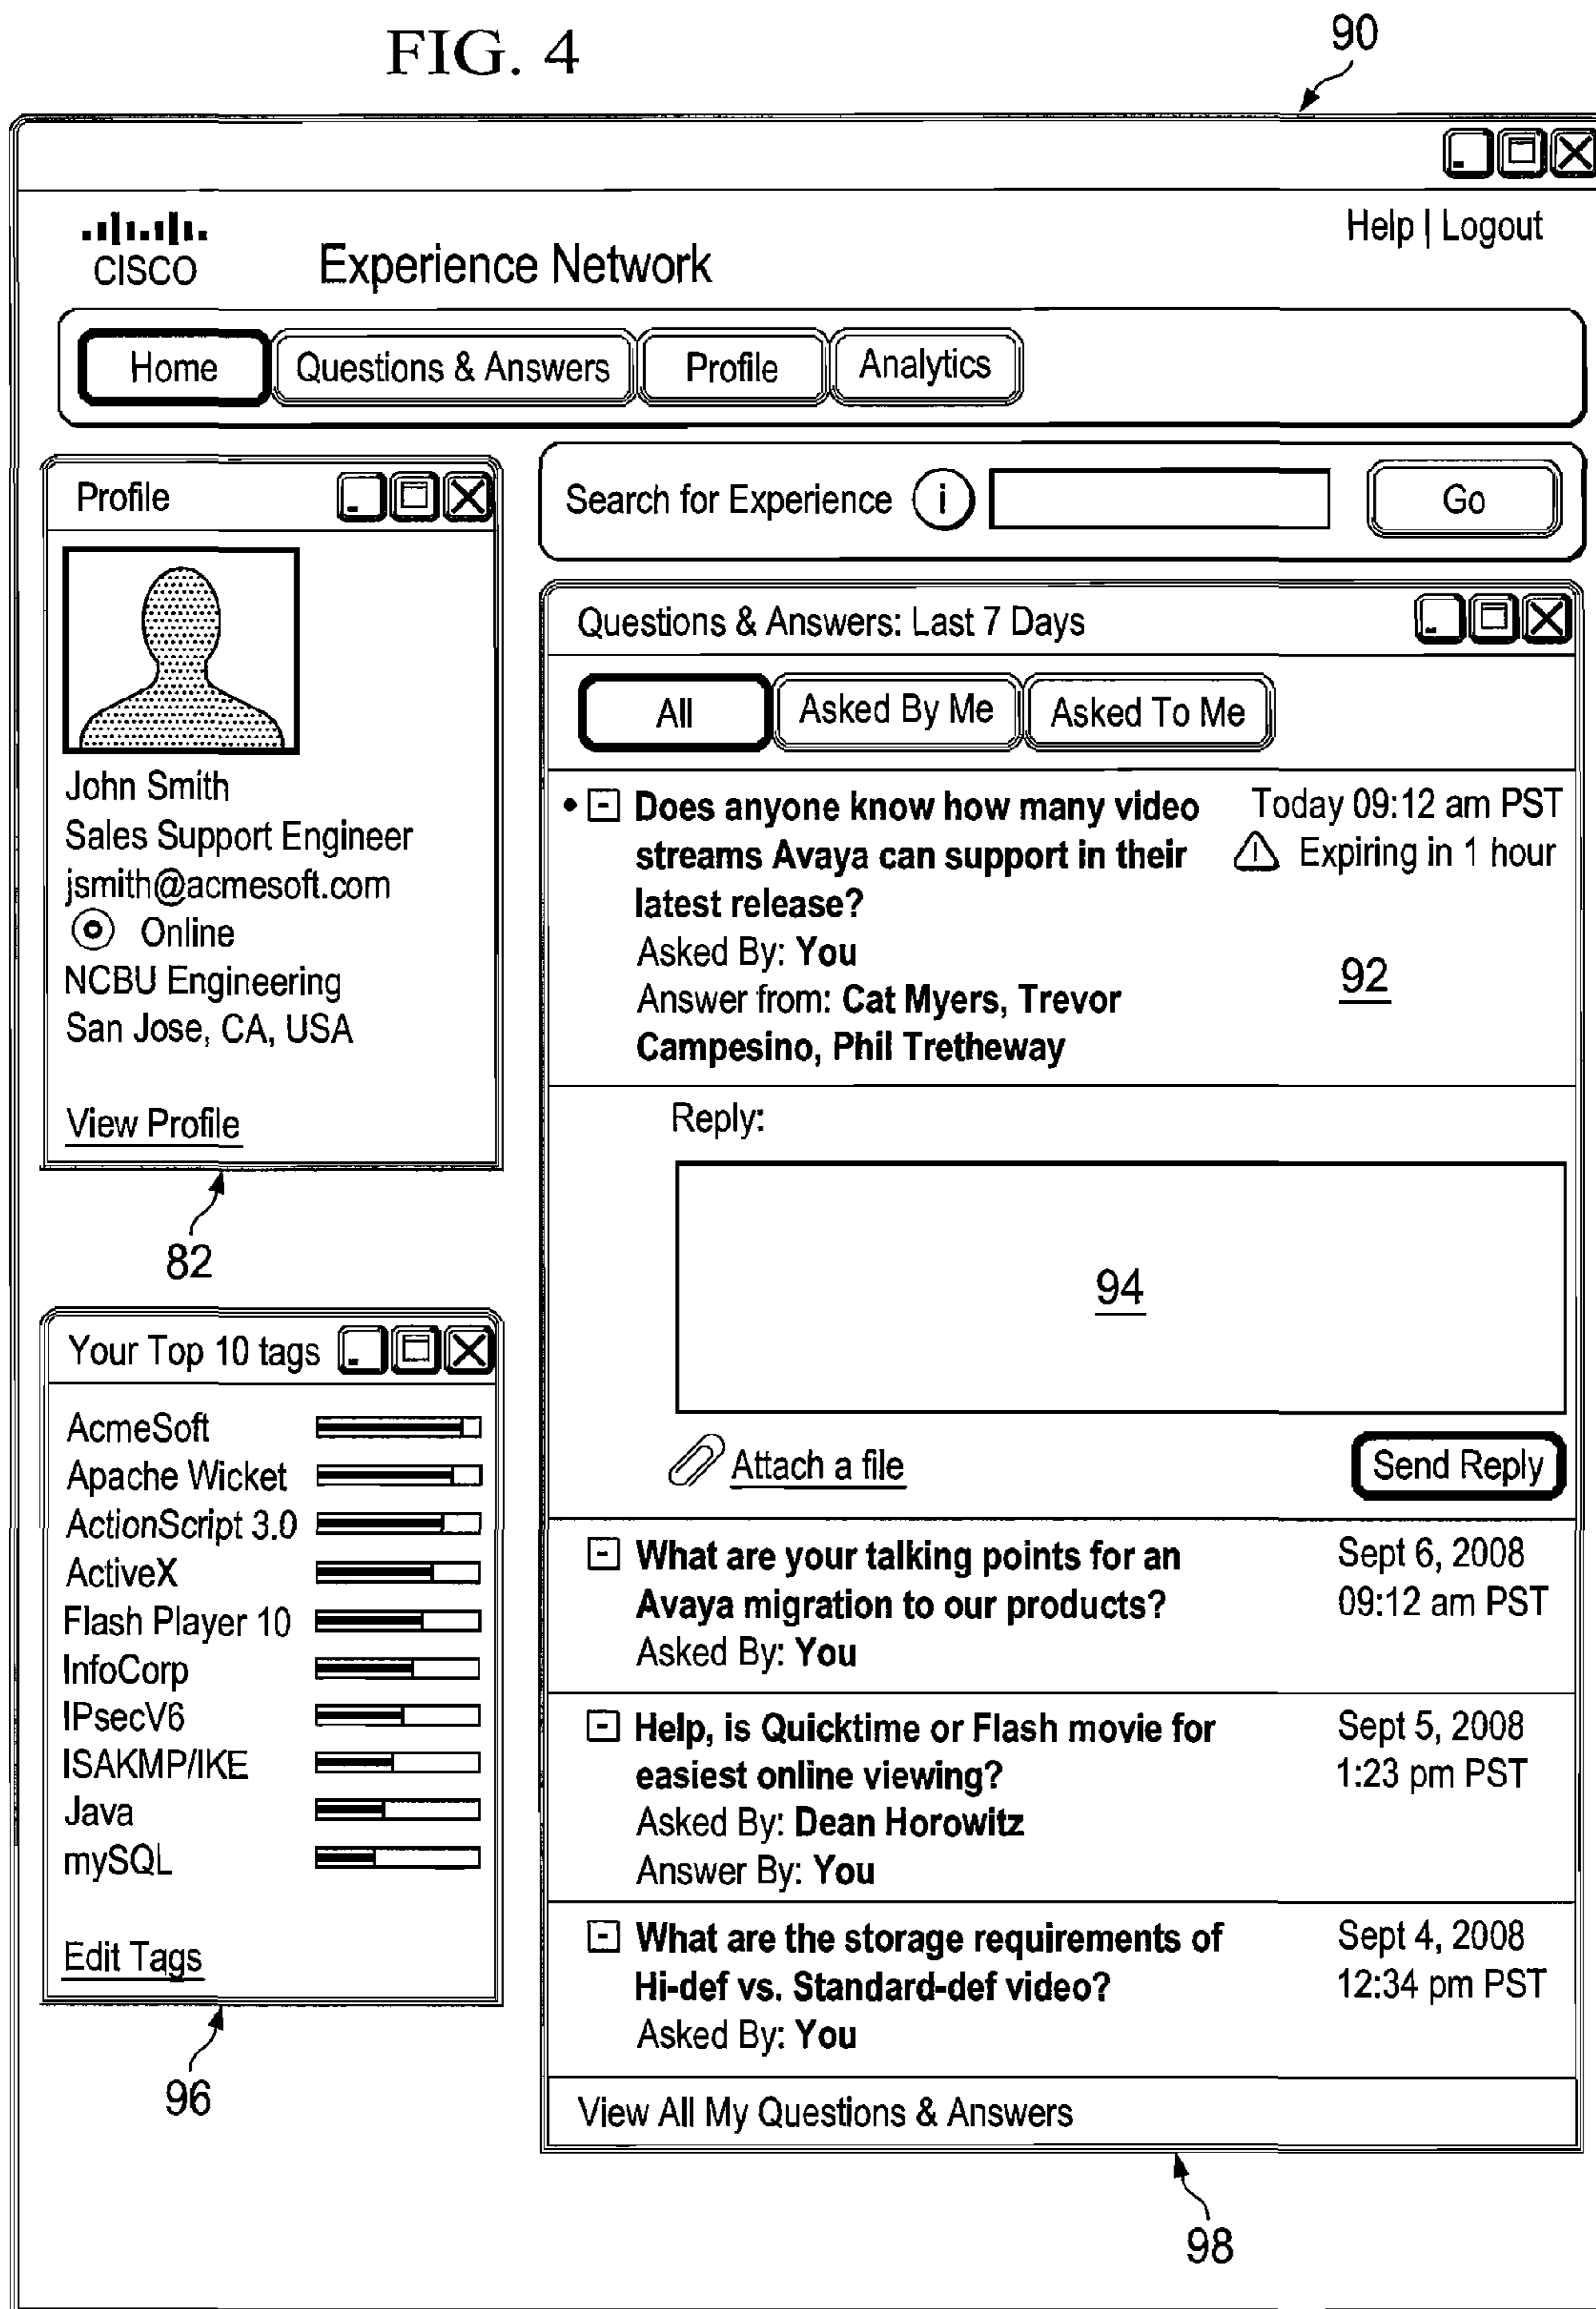 FIG. 4
90
Help | Logout
CISCO
Experience Network
Home
Questions & Answers
Profile
Analytics
Profile
John Smith
Sales Support Engineer
jsmith@acmesoft.com
Online
NCBU Engineering
San Jose, CA, USA
View Profile
82
Your Top 10 tags
AcmeSoft
Apache Wicket
ActionScript 3.0
ActiveX
Flash Player 10
InfoCorp
IPsecV6
ISAKMP/IKE
Java
mySQL
Edit Tags
96
Search for Experience
i
Go
Questions & Answers: Last 7 Days
All
Asked By Me
Asked To Me
Does anyone know how many video
streams Avaya can support in their
latest release?
Today 09:12 am PST
Expiring in 1 hour
Asked By: You
Answer from: Cat Myers, Trevor
Campesino, Phil Tretheway
92
Reply:
94
Attach a file
Send Reply
What are your talking points for an
Avaya migration to our products?
Asked By: You
Sept 6, 2008
09:12 am PST
Help, is Quicktime or Flash movie for
easiest online viewing?
Asked By: Dean Horowitz
Answer By: You
Sept 5, 2008
1:23 pm PST
What are the storage requirements of
Hi-def vs. Standard-def video?
Asked By: You
Sept 4, 2008
12:34 pm PST
View All My Questions & Answers
98